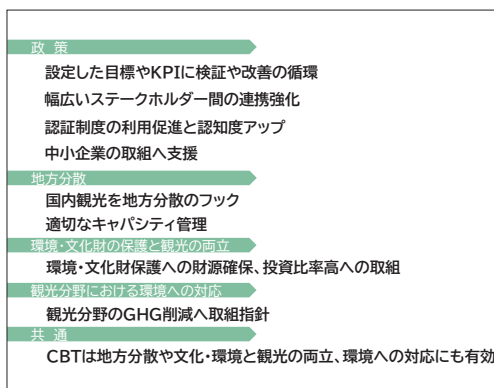 政 策
設定した目標やKPIに検証や改善の循環
幅広いステークホルダー間の連携強化
認証制度の利用促進と認知度アップ
中小企業の取組へ支援
地方分散
国内観光を地方分散のフック
適切なキャパシティ管理
環境・文化財の保護と観光の両立
環境・文化財保護への財源確保、投資比率高への取組
観光分野における環境への対応
観光分野のGHG削減へ取組指針
共 通
CBTは地方分散や文化・環境と観光の両立、環境への対応にも有効